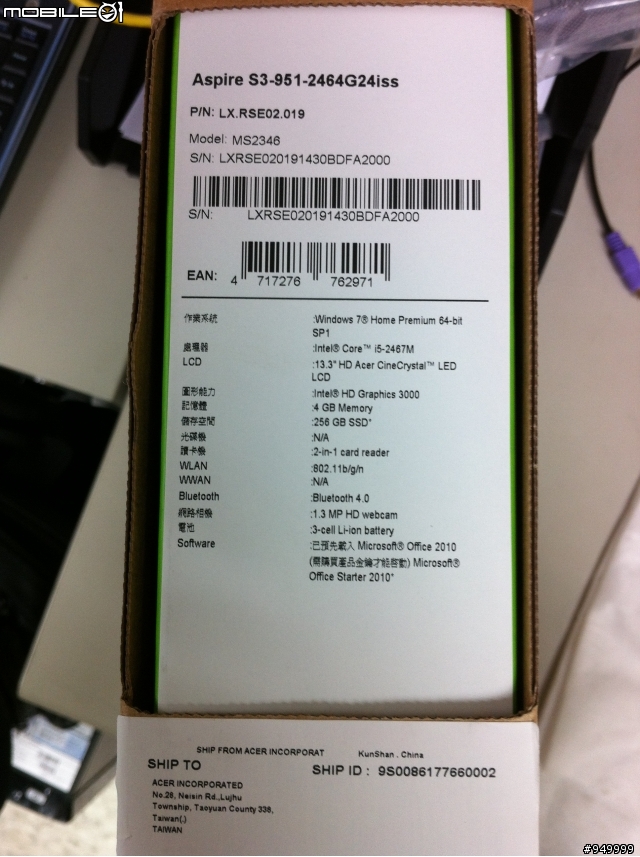 MOBILE01
Aspire S3-951-2464G24iss
P/N: LX.RSE02.019
Model: MS2346
S/N: LXRSE020191430BDFA2000
S/N: LXRSE020191430BDFA2000
EAN: 4 717276 762971
作業系統 :Windows 7® Home Premium 64-bit
SP1
處理器 :Intel® Core™ i5-2467M
LCD :13.3" HD Acer CineCrystal™ LED
LCD
圖形能力 :Intel® HD Graphics 3000
記憶體 :4 GB Memory
儲存空間 :256 GB SSD*
光碟機 :N/A
讀卡機 :2-in-1 card reader
WLAN :802.11b/g/n
WWAN :N/A
Bluetooth :Bluetooth 4.0
網路相機 :1.3 MP HD webcam
電池 :3-cell Li-ion battery
Software :已預先載入 Microsoft® Office 2010
(需購買產品金鑰才能啟動) Microsoft®
Office Starter 2010*
SHIP FROM ACER INCORPORAT KunShan . China
SHIP TO SHIP ID : 9S0086177660002
ACER INCORPORATED
No.29, Neixin Rd.,Lujhu
Township, Taoyuan County 338,
Taiwan(.)
TAIWAN
#949999